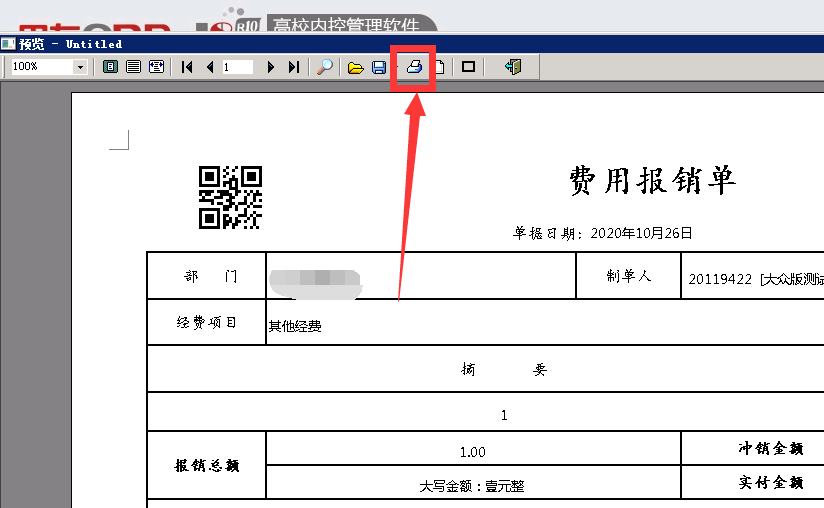 R10 高校内控管理软件
预览 - Untitled
100% 1
费用报销单
单据日期：2020年10月26日
部 门 制单人 20119422 [大众版测试
经费项目 其他经费
摘 要
1
报销总额 1.00 冲销金额
大写金额：壹元整 实付金额